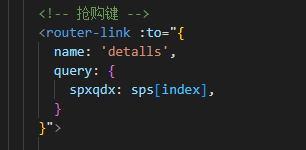 <!-- 抢购键 -->
<router-link :to="{
name: 'detalls',
query: {
spxqdx: sps[index],
}
}">